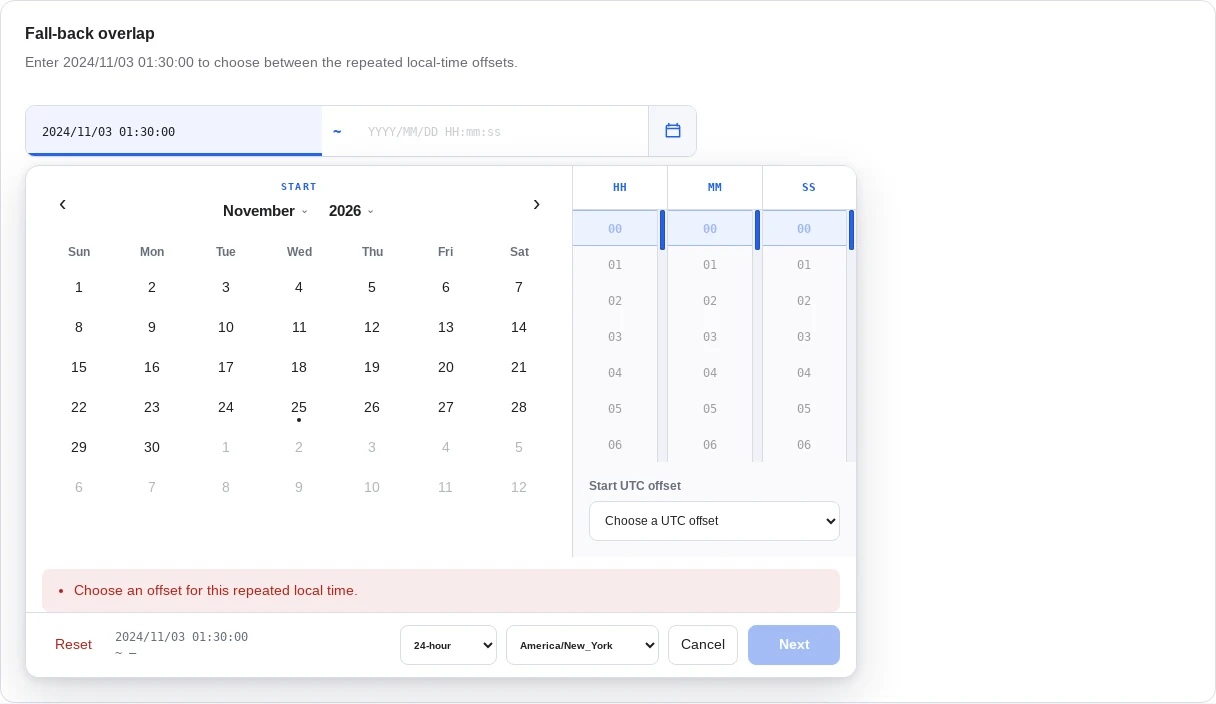 Fall-back overlap
Enter 2024/11/03 01:30:00 to choose between the repeated local-time offsets.
2024/11/03 01:30:00 ~ YYYY/MM/DD HH:mm:ss
START
‹ November 2026 ›
Sun Mon Tue Wed Thu Fri Sat
1 2 3 4 5 6 7
8 9 10 11 12 13 14
15 16 17 18 19 20 21
22 23 24 25 26 27 28
29 30 1 2 3 4 5
6 7 8 9 10 11 12
HH MM SS
00 00 00
01 01 01
02 02 02
03 03 03
04 04 04
05 05 05
06 06 06
Start UTC offset
Choose a UTC offset
• Choose an offset for this repeated local time.
Reset
2024/11/03 01:30:00
~ —
24-hour America/New_York Cancel Next